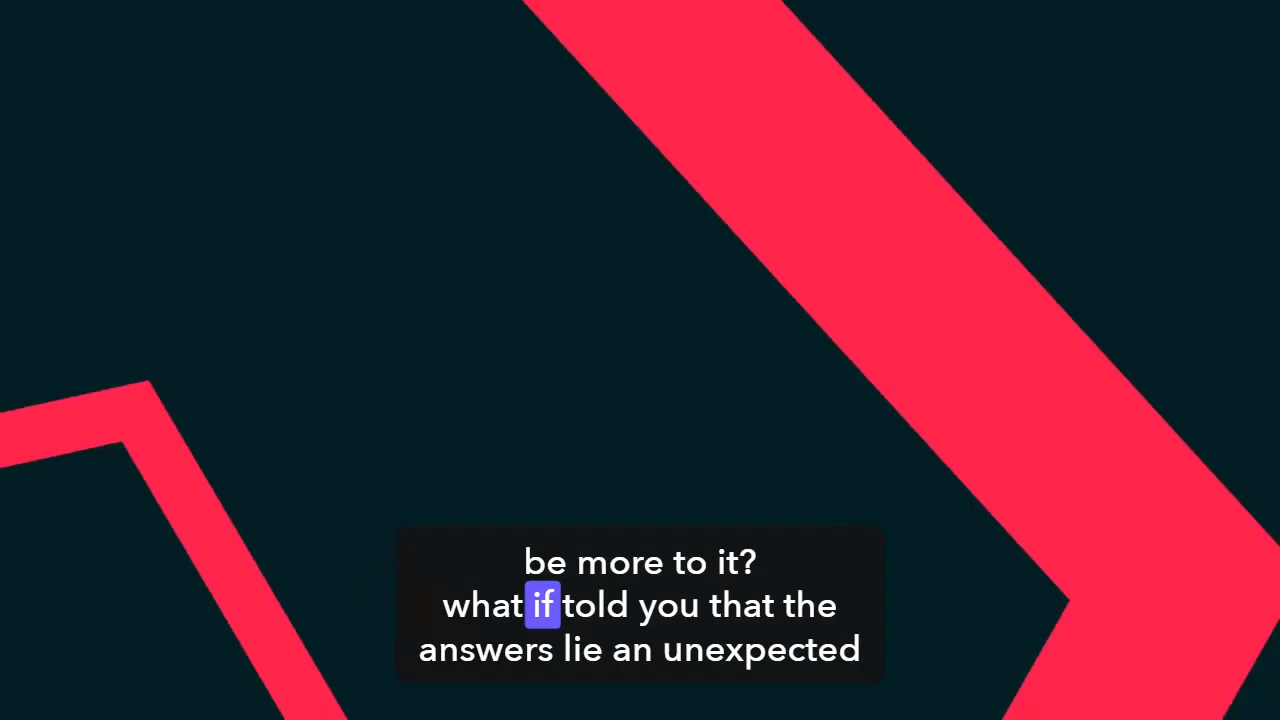 be more to it?
what if told you that the
answers lie an unexpected